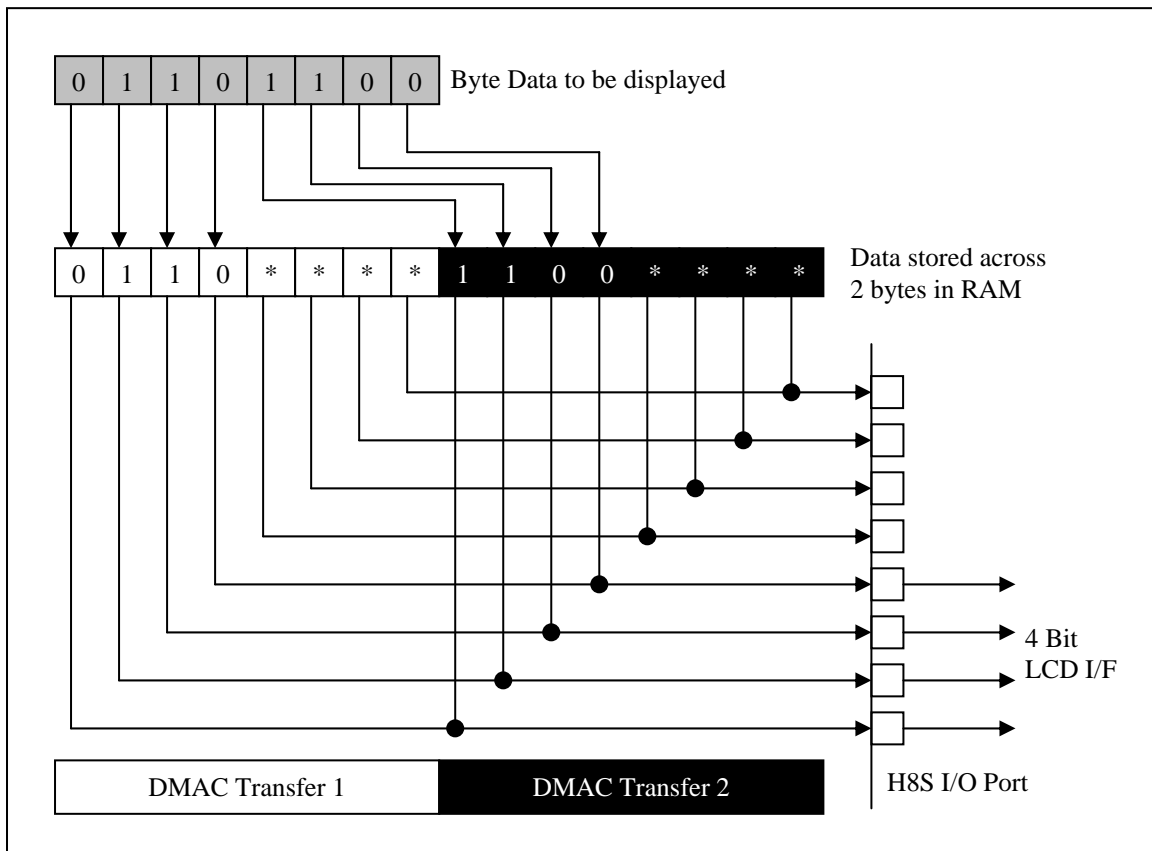 0 1 1 0 1 1 0 0
Byte Data to be displayed
0 1 1 0 * * * * 1 1 0 0 * * * *
Data stored across
2 bytes in RAM
4 Bit
LCD I/F
DMAC Transfer 1
DMAC Transfer 2
H8S I/O Port